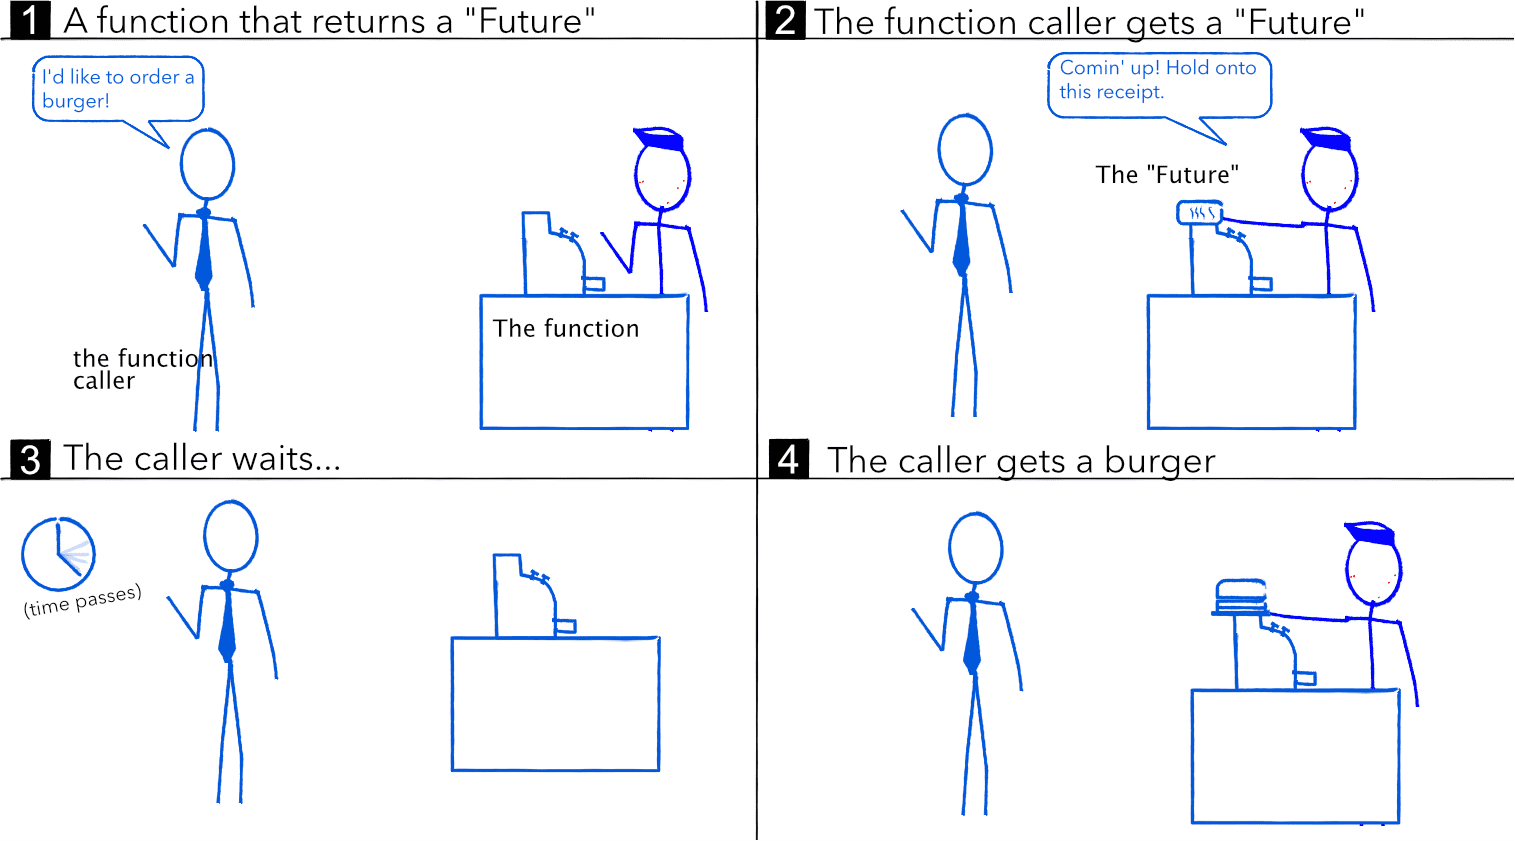 1 A function that returns a "Future"
I'd like to order a
burger!
The function
the function
caller
2 The function caller gets a "Future"
Comin' up! Hold onto
this receipt.
The "Future"
3 The caller waits...
(time passes)
4 The caller gets a burger